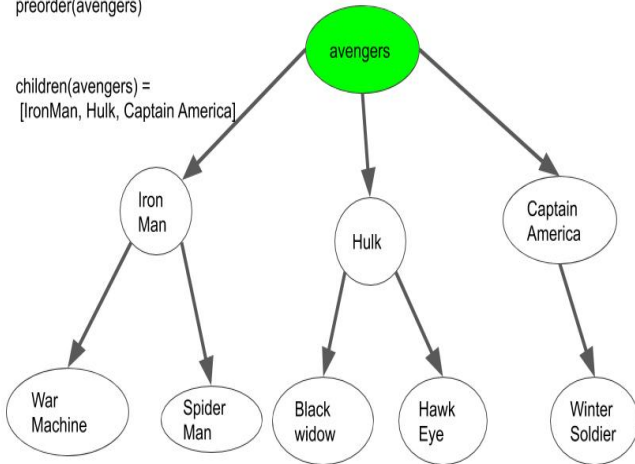 preorder(avengers)
children(avengers) =
[IronMan, Hulk, Captain America]
avengers
Iron
Man
Hulk
Captain
America
War
Machine
Spider
Man
Black
widow
Hawk
Eye
Winter
Soldier